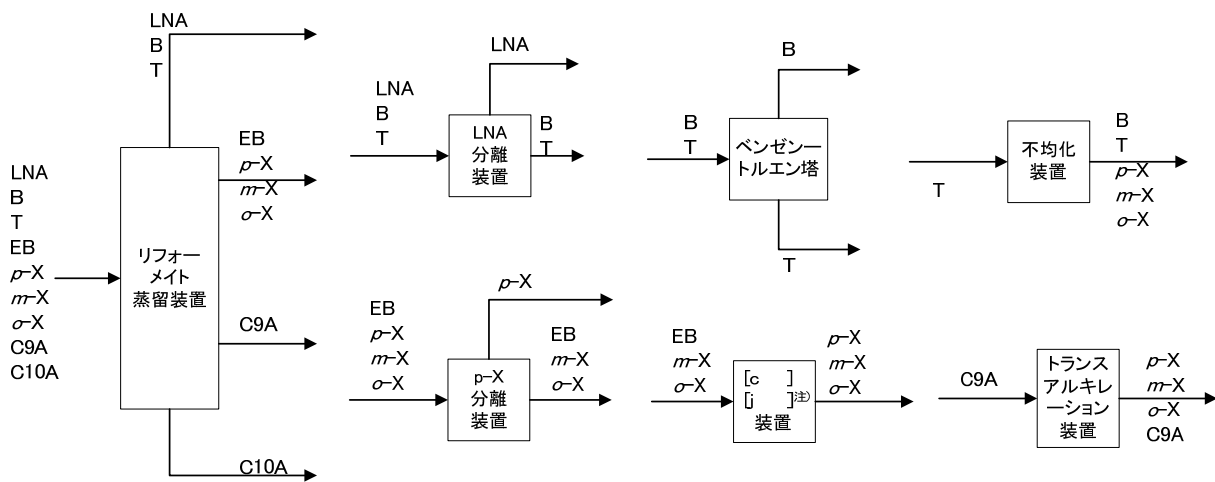 LNA
B
T
EB
p-X
m-X
o-X
C9A
C10A
リフォー
メイト
蒸留装置
LNA
B
T
EB
p-X
m-X
o-X
C9A
C10A
LNA
B
T
LNA
分離
装置
LNA
B
T
B
T
ベンゼンー
トルエン塔
B
T
T
不均化
装置
B
T
p-X
m-X
o-X
EB
p-X
m-X
o-X
p-X
分離
装置
p-X
EB
m-X
o-X
EB
m-X
o-X
[c ]
[j ]注)
装置
p-X
m-X
o-X
C9A
トランス
アルキレ
ーション
装置
p-X
m-X
o-X
C9A